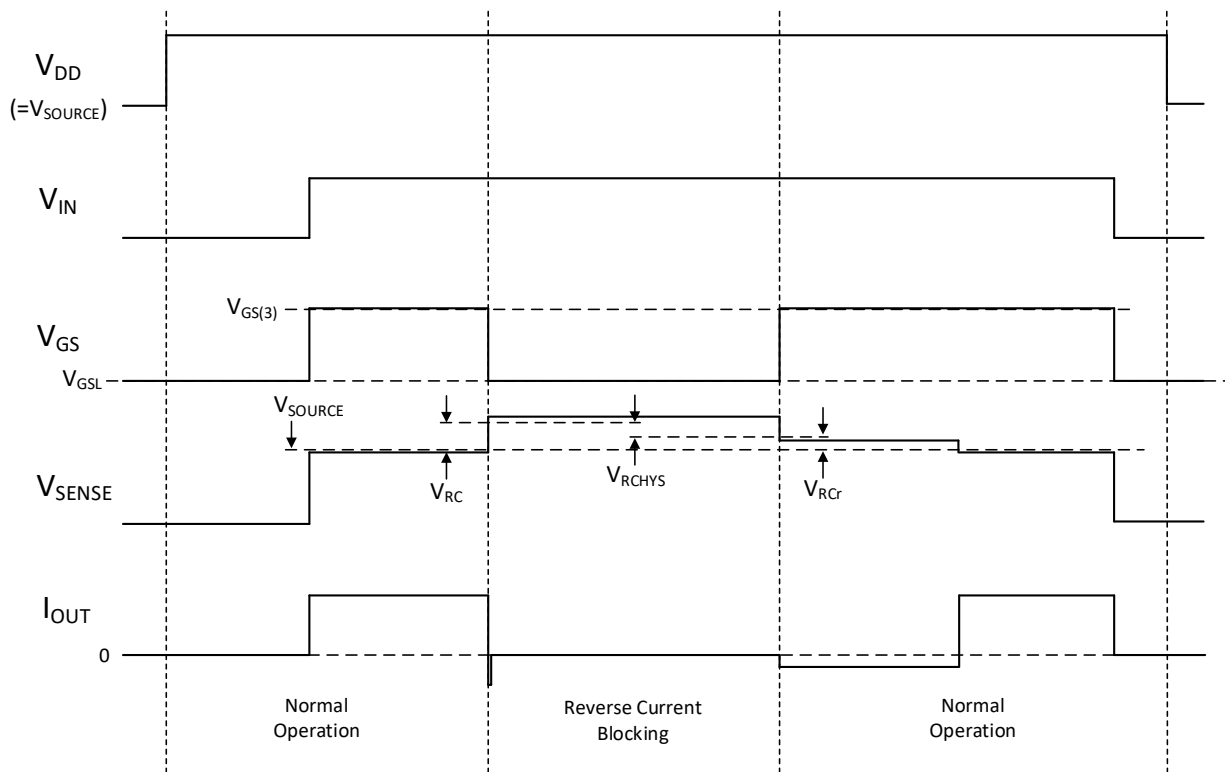 VDD
(=VSOURCE)
VIN
VGS(3)
VGS
VGSL
VSOURCE
VSENSE
VRC
VRCHYS
VRCr
IOUT
0
Normal
Operation
Reverse Current
Blocking
Normal
Operation